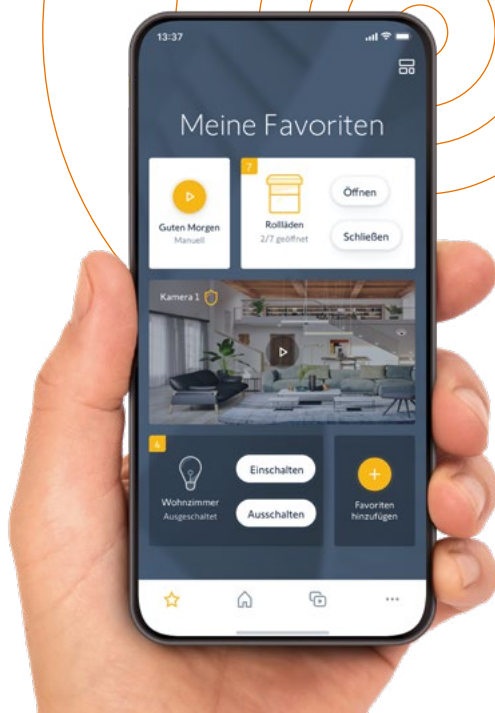 13:37
Meine Favoriten
Guten Morgen
Manuell
7
Rollläden
2/7 geöffnet
Öffnen
Schließen
Kamera 1
4
Wohnzimmer
Ausgeschaltet
Einschalten
Ausschalten
Favoriten
hinzufügen